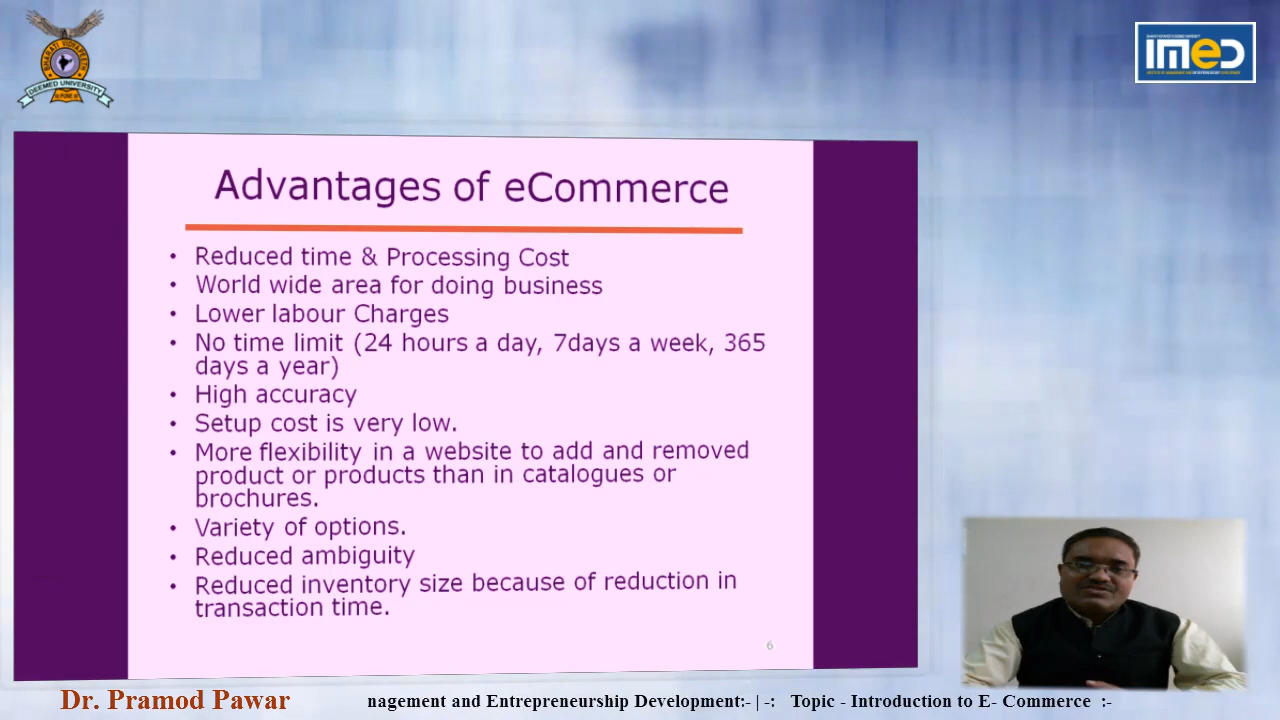 BHARATI VIDYAPEETH
DEEMED UNIVERSITY
PUNE
IMED
Advantages of eCommerce
• Reduced time & Processing Cost
• World wide area for doing business
• Lower labour Charges
• No time limit (24 hours a day, 7days a week, 365
days a year)
• High accuracy
• Setup cost is very low.
• More flexibility in a website to add and removed
product or products than in catalogues or
brochures.
• Variety of options.
• Reduced ambiguity
• Reduced inventory size because of reduction in
transaction time.
6
Dr. Pramod Pawar
nagement and Entrepreneurship Development:- | -: Topic - Introduction to E- Commerce :-